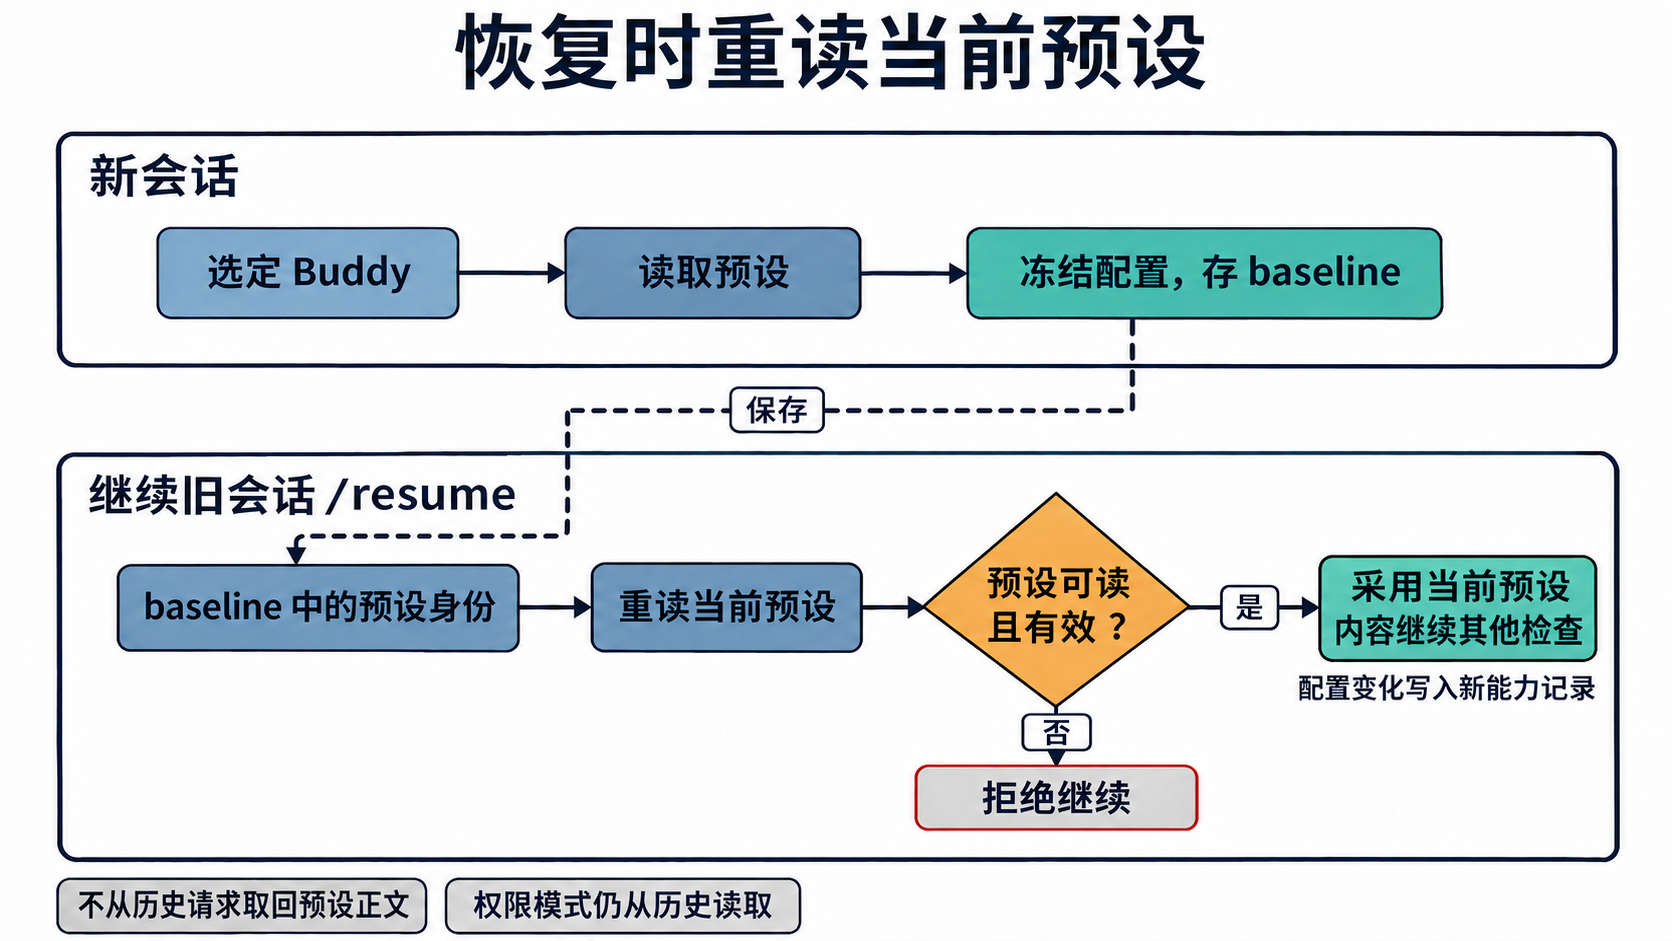 恢复时重读当前预设
新会话
选定 Buddy
读取预设
冻结配置，存 baseline
保存
继续旧会话 /resume
baseline 中的预设身份
重读当前预设
预设可读
且有效？
是
采用当前预设
内容继续其他检查
配置变化写入新能力记录
否
拒绝继续
不从历史请求取回预设正文
权限模式仍从历史读取